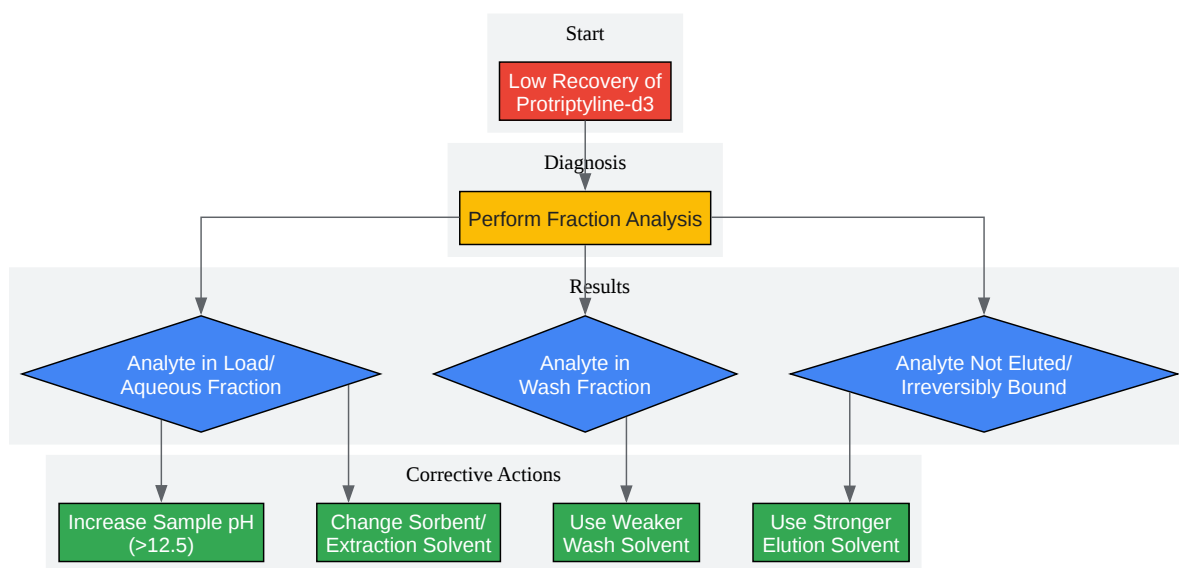 Start
Low Recovery of
Protriptyline-d3
Diagnosis
Perform Fraction Analysis
Results
Analyte in Load/
Aqueous Fraction
Analyte in
Wash Fraction
Analyte Not Eluted/
Irreversibly Bound
Corrective Actions
Increase Sample pH
(>12.5)
Change Sorbent/
Extraction Solvent
Use Weaker
Wash Solvent
Use Stronger
Elution Solvent